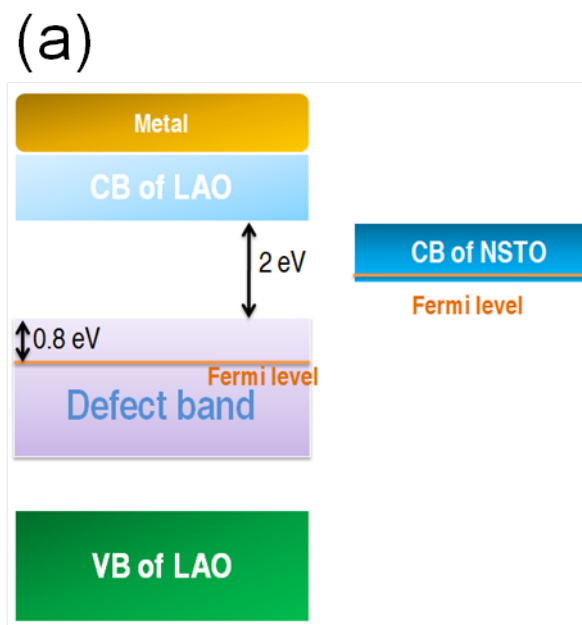 (a)
Metal
CB of LAO
CB of NSTO
2 eV
Fermi level
0.8 eV
Fermi level
Defect band
VB of LAO